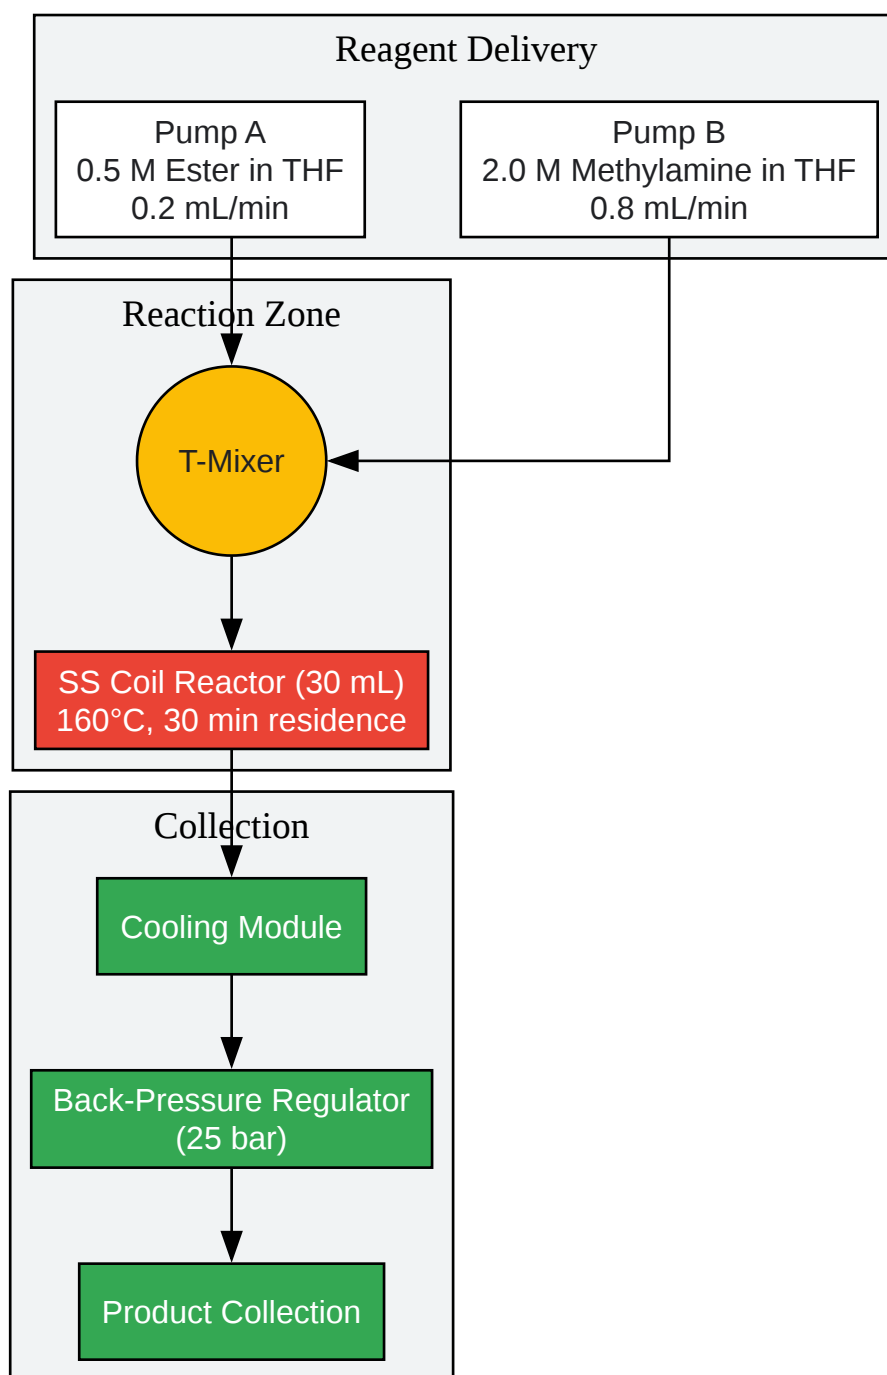 Reagent Delivery
Pump A
0.5 M Ester in THF
0.2 mL/min
Pump B
2.0 M Methylamine in THF
0.8 mL/min
Reaction Zone
T-Mixer
SS Coil Reactor (30 mL)
160°C, 30 min residence
Collection
Cooling Module
Back-Pressure Regulator
(25 bar)
Product Collection